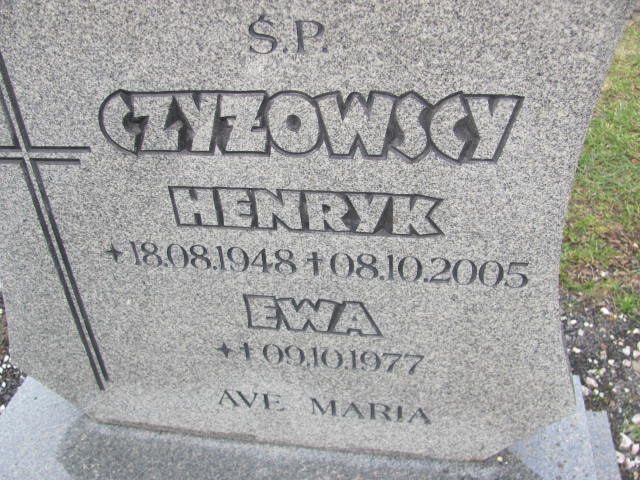 Ś.P.
CZYŻOWSCY
HENRYK
+18.08.1948 †08.10.2005
EWA
+†09.10.1977
AVE MARIA